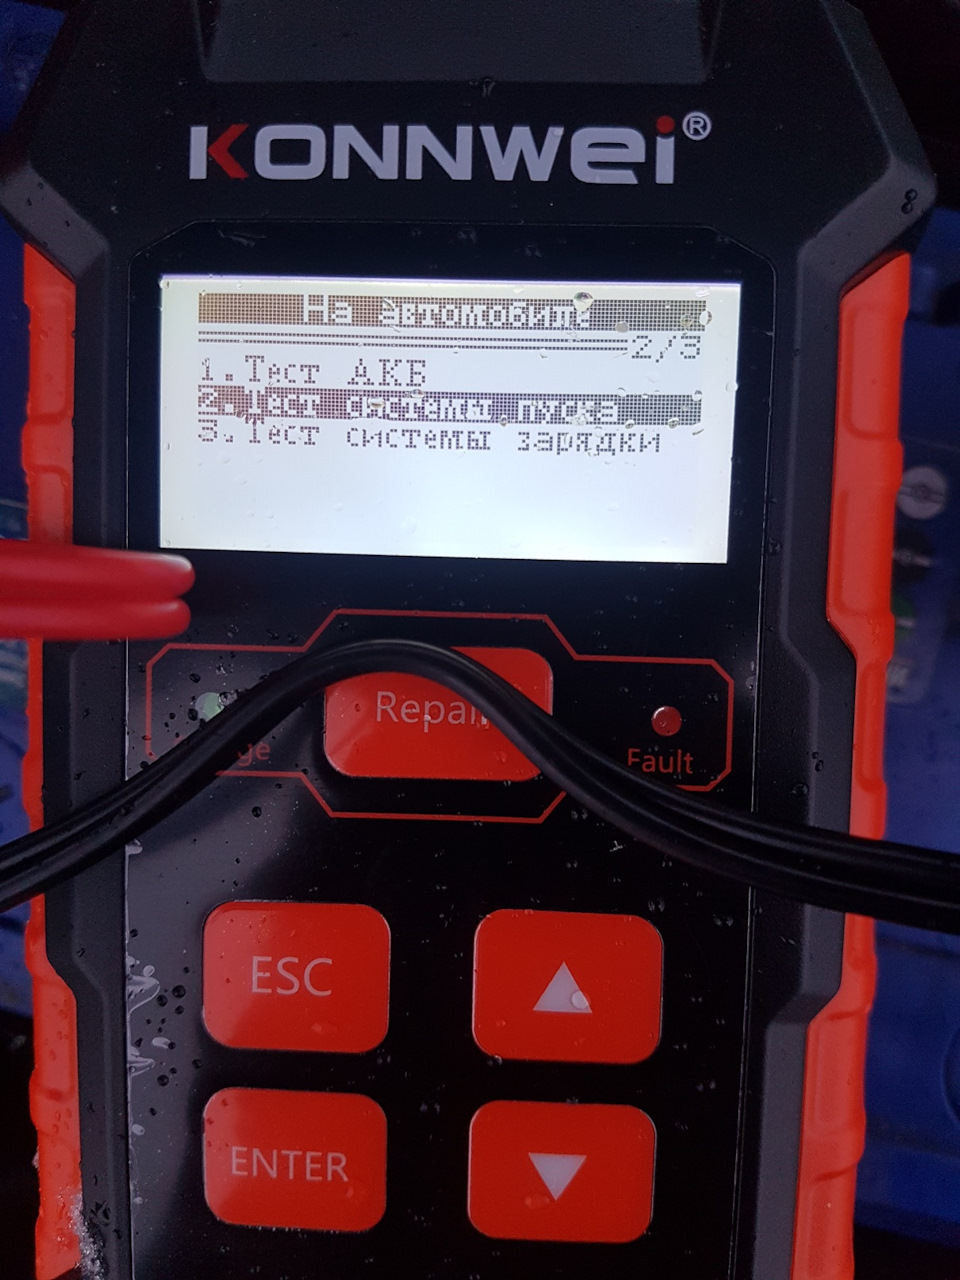 KONNWEI®
На автомобиле
2/3
1.Тест АКБ
2.Тест системы пуска
3.Тест системы зарядки
Repair
Fault
ESC
ENTER